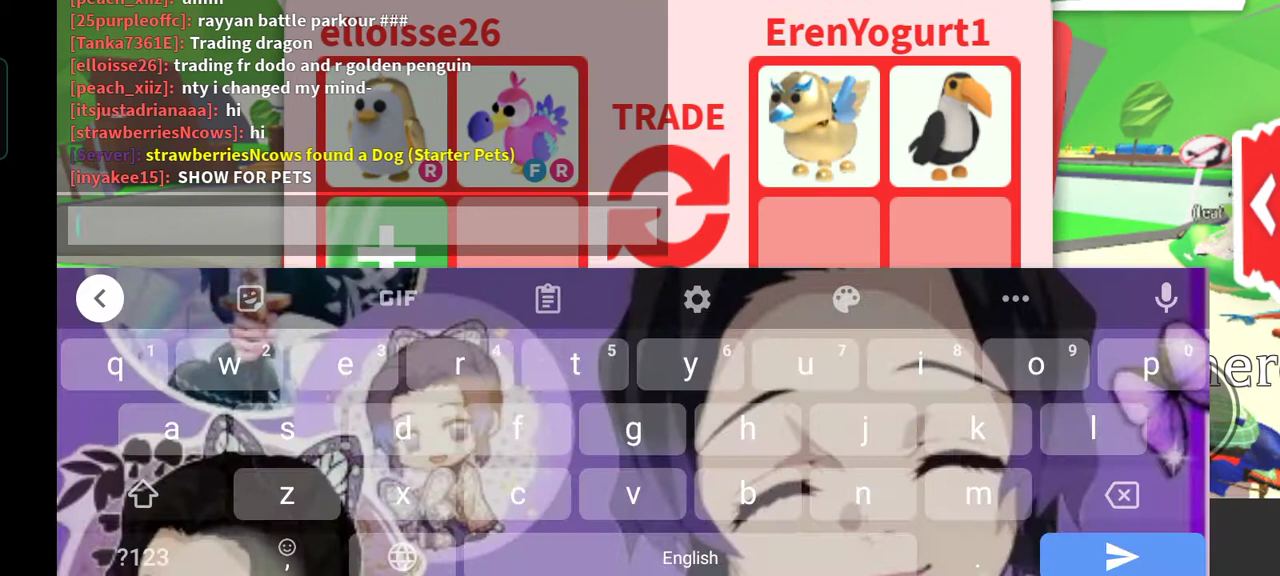 [25purpleoffc]: rayyan battle parkour ###
[Tanka7361E]: Trading dragon
[elloisse26]: trading fr dodo and r golden penguin
[peach_xiiz]: nty i changed my mind-
[itsjustadrianaaa]: hi
[strawberriesNcows]: hi
[Server]: strawberriesNcows found a Dog (Starter Pets)
[inyakee15]: SHOW FOR PETS
elloisse26
ErenYogurt1
TRADE
R
F R
GIF
q 1 w 2 e 3 r 4 t 5 y 6 u 7 i 8 o 9 p 0
a s d f g h j k l
z x c v b n m
?123 , English .